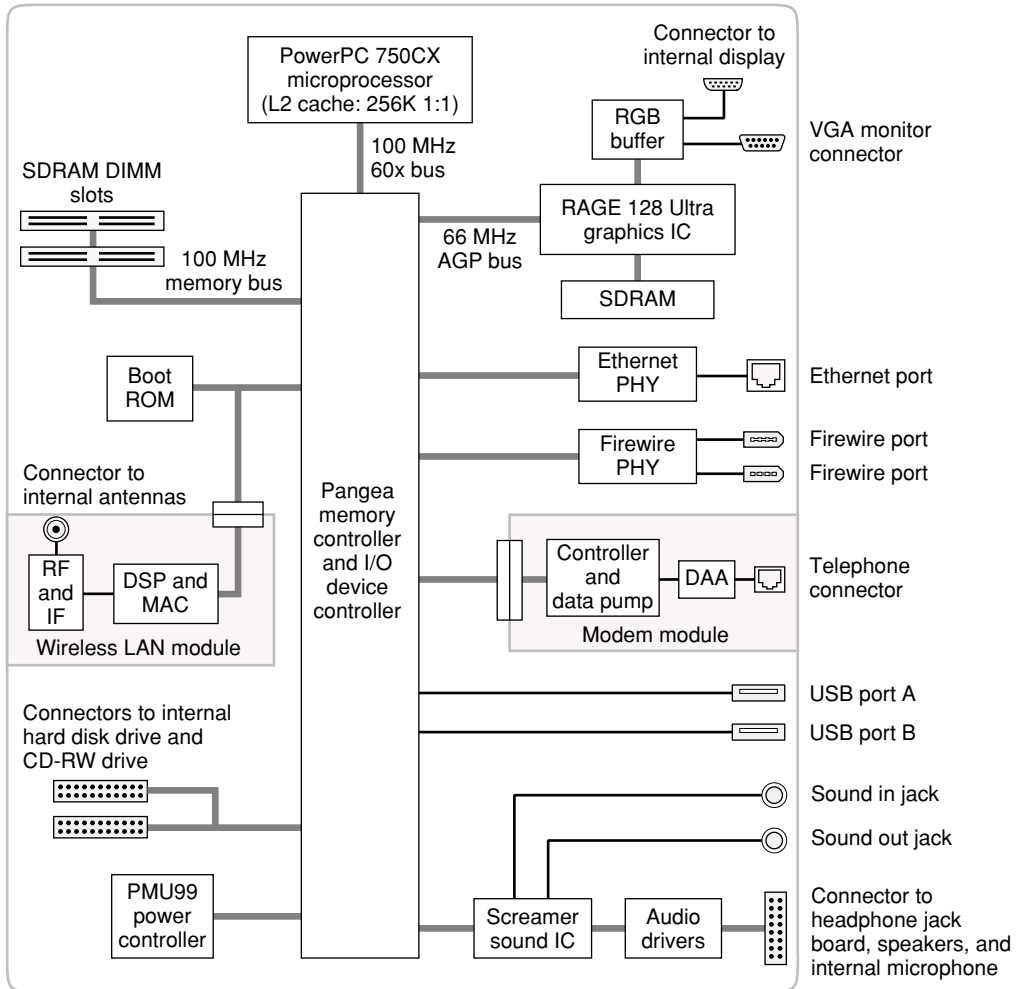 PowerPC 750CX
microprocessor
(L2 cache: 256K 1:1)
100 MHz
60x bus
Connector to
internal display
RGB
buffer
VGA monitor
connector
SDRAM DIMM
slots
100 MHz
memory bus
66 MHz
AGP bus
RAGE 128 Ultra
graphics IC
SDRAM
Boot
ROM
Ethernet
PHY
Ethernet port
Firewire
PHY
Firewire port
Firewire port
Connector to
internal antennas
RF
and
IF
DSP and
MAC
Wireless LAN module
Pangea
memory
controller
and I/O
device
controller
Controller
and
data pump
DAA
Modem module
Telephone
connector
USB port A
USB port B
Connectors to internal
hard disk drive and
CD-RW drive
Sound in jack
Sound out jack
PMU99
power
controller
Screamer
sound IC
Audio
drivers
Connector to
headphone jack
board, speakers, and
internal microphone